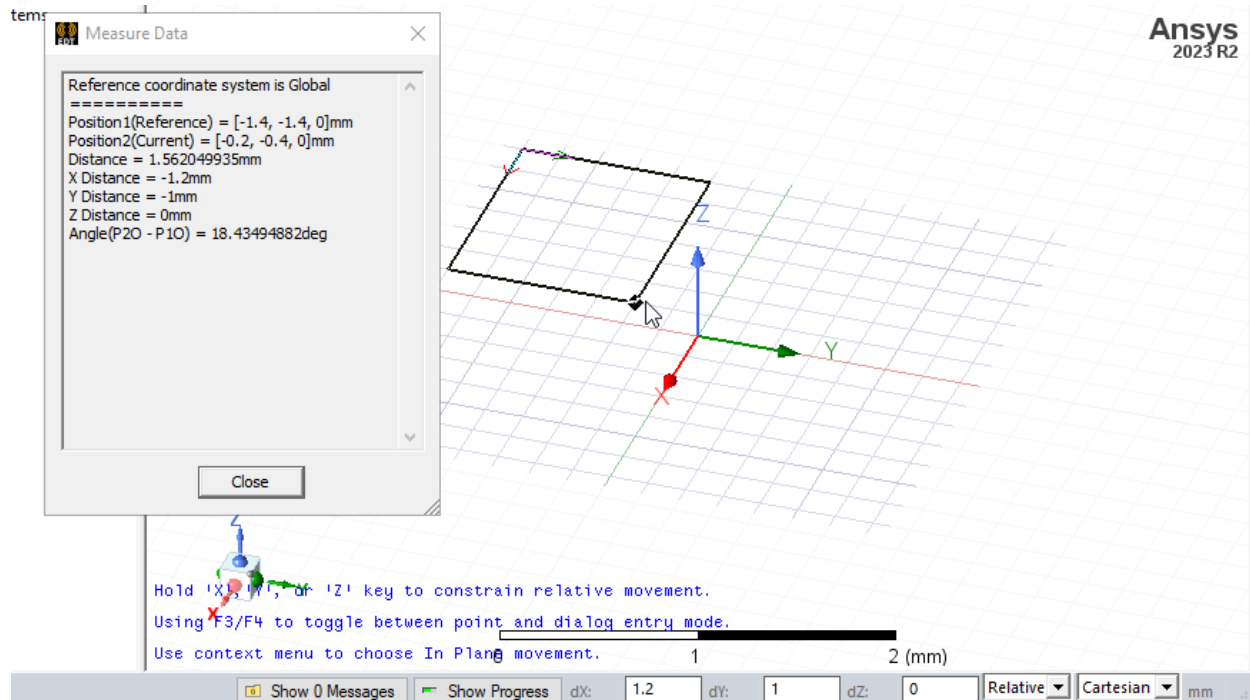 tems
EDT Measure Data
Ansys
2023 R2
Reference coordinate system is Global
==========
Position1(Reference) = [-1.4, -1.4, 0]mm
Position2(Current) = [-0.2, -0.4, 0]mm
Distance = 1.562049935mm
X Distance = -1.2mm
Y Distance = -1mm
Z Distance = 0mm
Angle(P2O - P1O) = 18.43494882deg
Close
Z
Y
X
Z
Y
X
Hold 'X', 'Y', or 'Z' key to constrain relative movement.
Using F3/F4 to toggle between point and dialog entry mode.
Use context menu to choose In Plane movement.
0 1 2 (mm)
Show 0 Messages Show Progress dX: 1.2 dY: 1 dZ: 0 Relative Cartesian mm